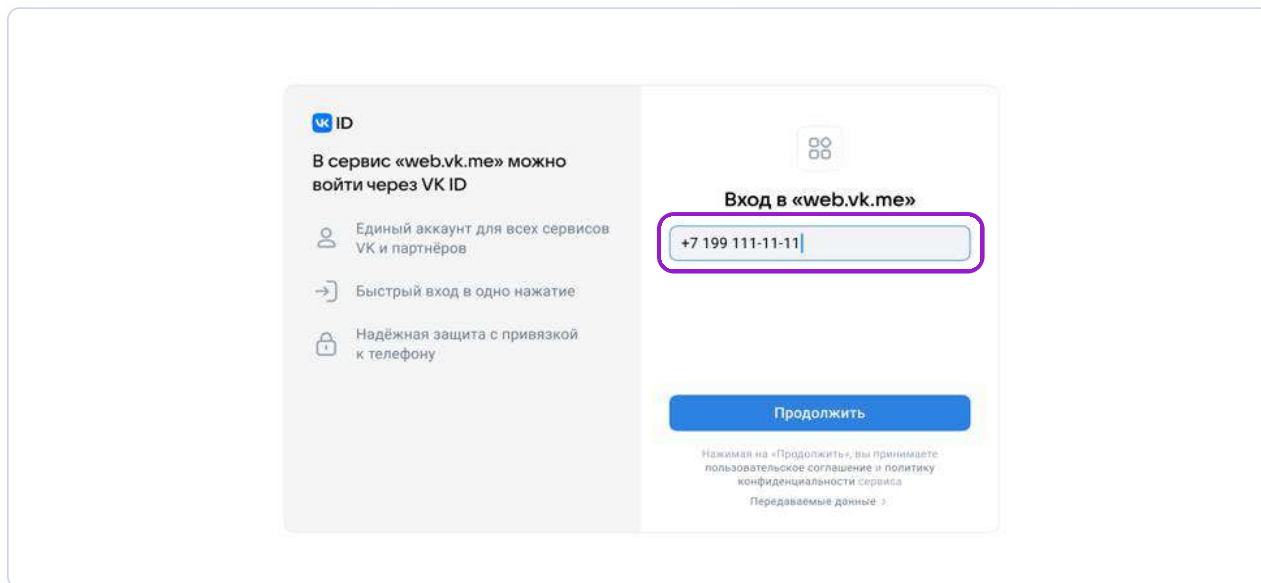 VK ID
В сервис «web.vk.me» можно
войти через VK ID
Единый аккаунт для всех сервисов
VK и партнёров
Быстрый вход в одно нажатие
Надёжная защита с привязкой
к телефону
Вход в «web.vk.me»
+7 199 111-11-11
Продолжить
Нажимая на «Продолжить», вы принимаете
пользовательское соглашение и политику
конфиденциальности сервиса
Передаваемые данные >